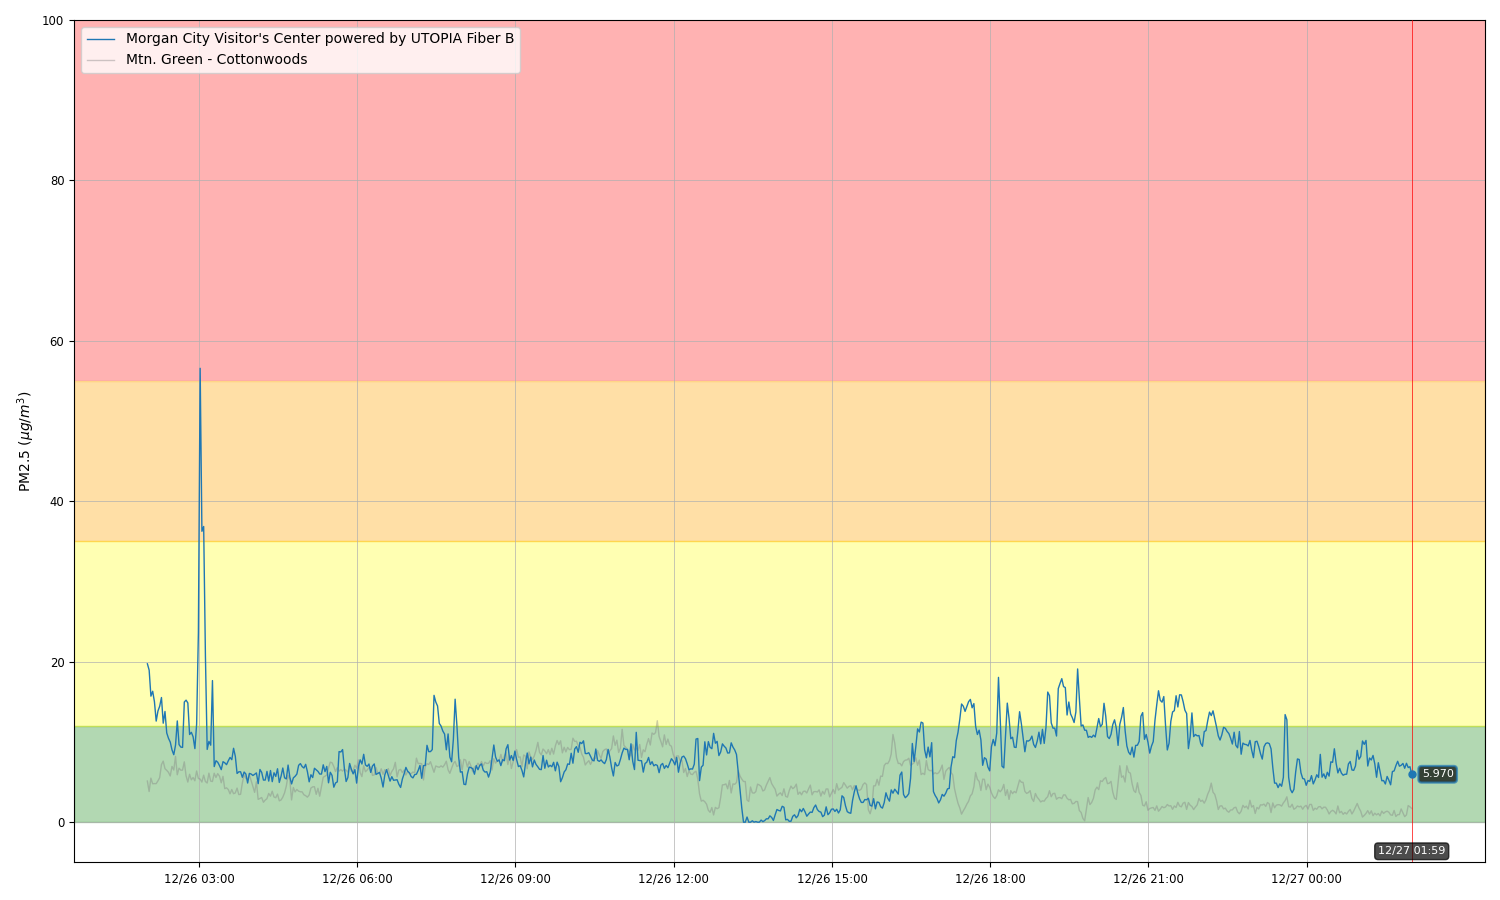 100
Morgan City Visitor's Center powered by UTOPIA Fiber B
Mtn. Green - Cottonwoods
80
60
PM2.5 (μg/m³)
40
20
5.970
0
12/27 01:59
12/26 03:00 12/26 06:00 12/26 09:00 12/26 12:00 12/26 15:00 12/26 18:00 12/26 21:00 12/27 00:00